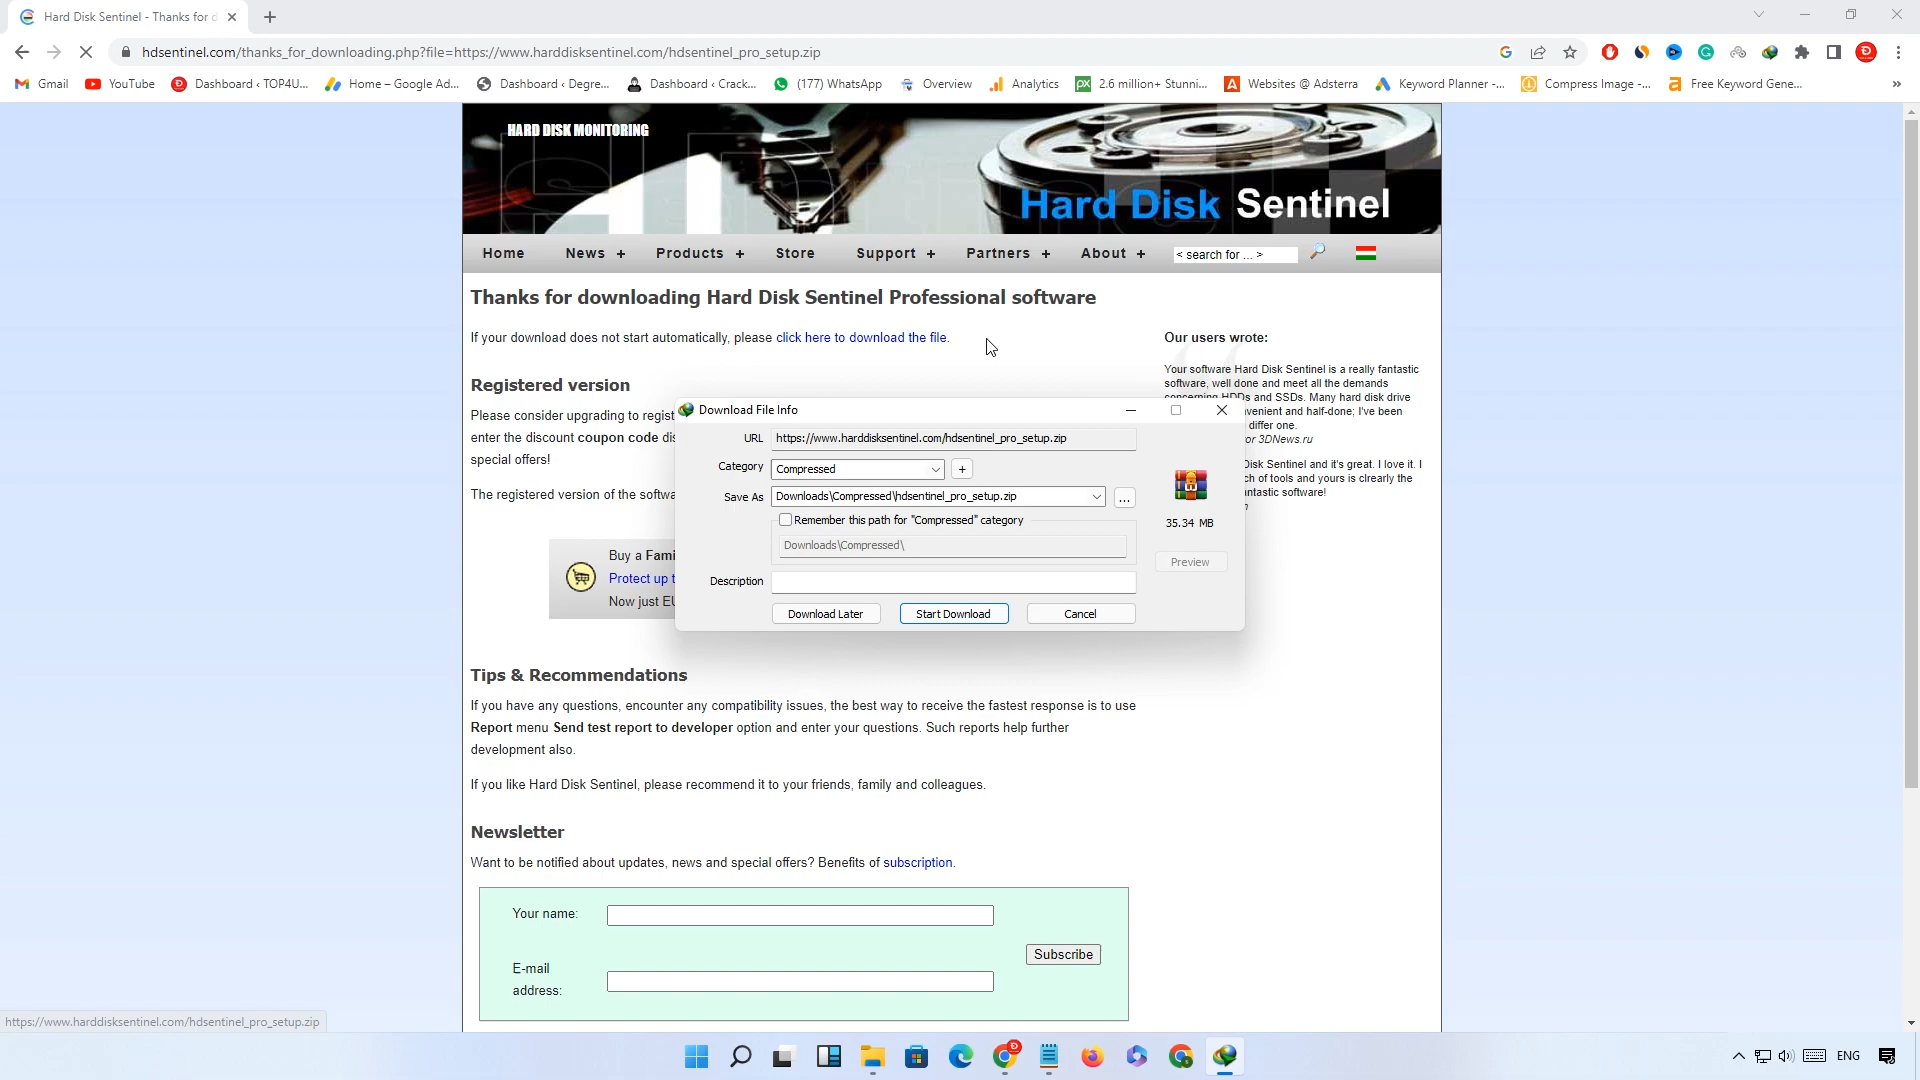 Hard Disk Sentinel - Thanks for d
hdsentinel.com/thanks_for_downloading.php?file=https://www.harddisksentinel.com/hdsentinel_pro_setup.zip
Gmail YouTube Dashboard ‹ TOP4U... Home – Google Ad... Dashboard ‹ Degre... Dashboard ‹ Crack... (177) WhatsApp Overview Analytics 2.6 million+ Stunni... Websites @ Adsterra Keyword Planner -... Compress Image -... Free Keyword Gene... »
HARD DISK MONITORING
Hard Disk Sentinel
Home News + Products + Store Support + Partners + About + < search for ... >
Thanks for downloading Hard Disk Sentinel Professional software
If your download does not start automatically, please click here to download the file.
Our users wrote:
Your software Hard Disk Sentinel is a really fantastic
software, well done and meet all the demands
concerning HDDs and SSDs. Many hard disk drive
venient and half-done; I've been
differ one.
or 3DNews.ru
Disk Sentinel and it's great. I love it. I
ch of tools and yours is clrearly the
ntastic software!
Registered version
Please consider upgrading to regist
enter the discount coupon code dis
special offers!
The registered version of the softwa
Buy a Fami
Protect up t
Now just EU
Download File Info
URL https://www.harddisksentinel.com/hdsentinel_pro_setup.zip
Category Compressed +
Save As Downloads\Compressed\hdsentinel_pro_setup.zip ...
Remember this path for "Compressed" category
Downloads\Compressed\
Description
35.34 MB
Preview
Download Later Start Download Cancel
Tips & Recommendations
If you have any questions, encounter any compatibility issues, the best way to receive the fastest response is to use
Report menu Send test report to developer option and enter your questions. Such reports help further
development also.
If you like Hard Disk Sentinel, please recommend it to your friends, family and colleagues.
Newsletter
Want to be notified about updates, news and special offers? Benefits of subscription.
Your name:
E-mail
address:
Subscribe
https://www.harddisksentinel.com/hdsentinel_pro_setup.zip
ENG